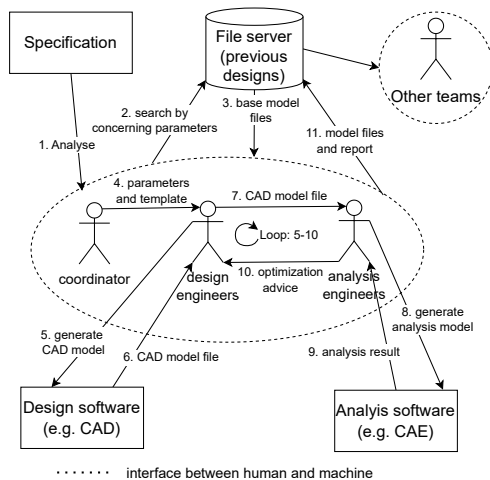 Specification
File server
(previous
designs)
Other teams
1. Analyse
2. search by
concerning parameters
3. base model
files
11. model files
and report
4. parameters
and template
7. CAD model file
Loop: 5-10
coordinator
design
engineers
10. optimization
advice
analysis
engineers
5. generate
CAD model
6. CAD model file
8. generate
analysis model
9. analysis result
Design software
(e.g. CAD)
Analyis software
(e.g. CAE)
interface between human and machine